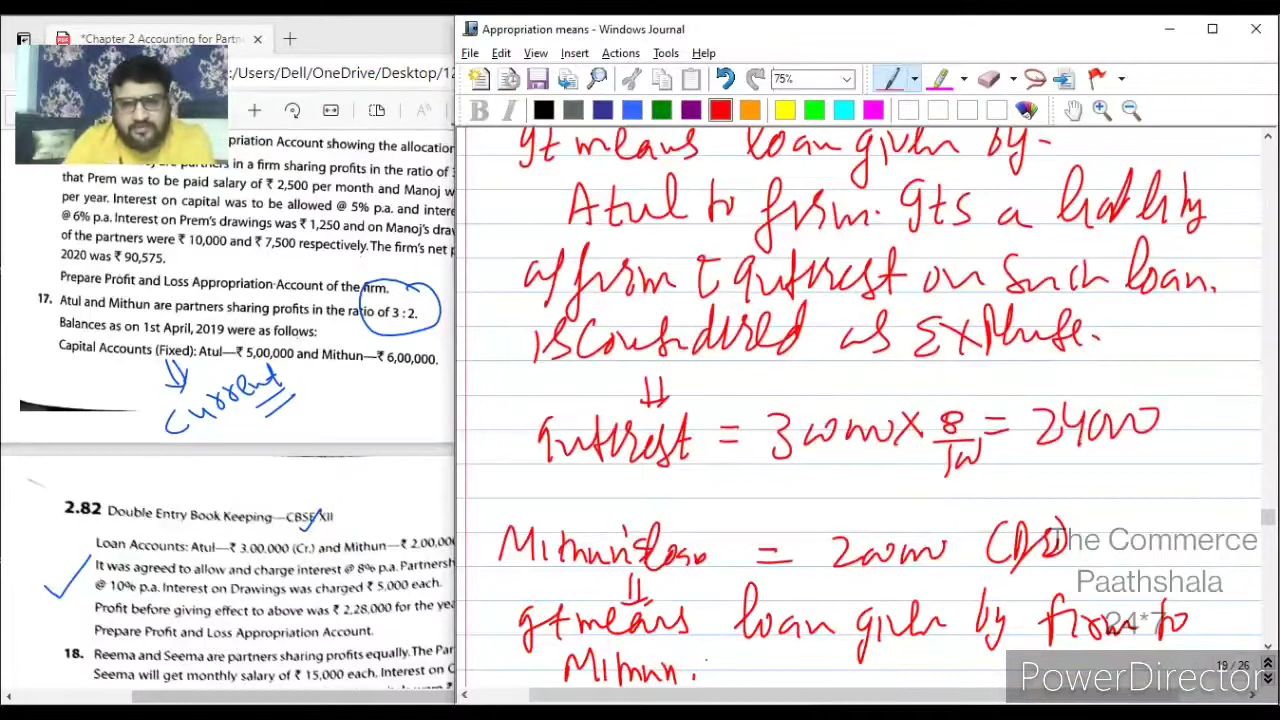 *Chapter 2 Accounting for Partn
:/Users/Dell/OneDrive/Desktop/12
priation Account showing the allocation
partners in a firm sharing profits in the ratio of 3
that Prem was to be paid salary of ₹ 2,500 per month and Manoj w
per year. Interest on capital was to be allowed @ 5% p.a. and intere
@ 6% p.a. Interest on Prem's drawings was ₹ 1,250 and on Manoj's draw
of the partners were ₹ 10,000 and ₹ 7,500 respectively. The firm's net p
2020 was ₹ 90,575.
Prepare Profit and Loss Appropriation Account of the firm.
17. Atul and Mithun are partners sharing profits in the ratio of 3 : 2.
Balances as on 1st April, 2019 were as follows:
Capital Accounts (Fixed): Atul—₹ 5,00,000 and Mithun—₹ 6,00,000.
Current
2.82 Double Entry Book Keeping—CBSE XII
Loan Accounts: Atul—₹ 3,00,000 (Cr.) and Mithun—₹ 2,00,00
It was agreed to allow and charge interest @ 8% p.a. Partnersh
@ 10% p.a. Interest on Drawings was charged ₹ 5,000 each.
Profit before giving effect to above was ₹ 2,28,000 for the yea
Prepare Profit and Loss Appropriation Account.
18. Reema and Seema are partners sharing profits equally. The Par
Seema will get monthly salary of ₹ 15,000 each. Interest on C
Appropriation means - Windows Journal
File Edit View Insert Actions Tools Help
75%
B I
It means loan given by-
Atul to firm. Its a liability
of firm & Interest on such loan.
is considered as Expense.
Interest = 300000 × 8/100 = 24000
Mithun's loan = 200000 (Dr)
It means loan given by firm to
Mithun.
The Commerce
Paathshala
24*7
19 / 26
PowerDirector